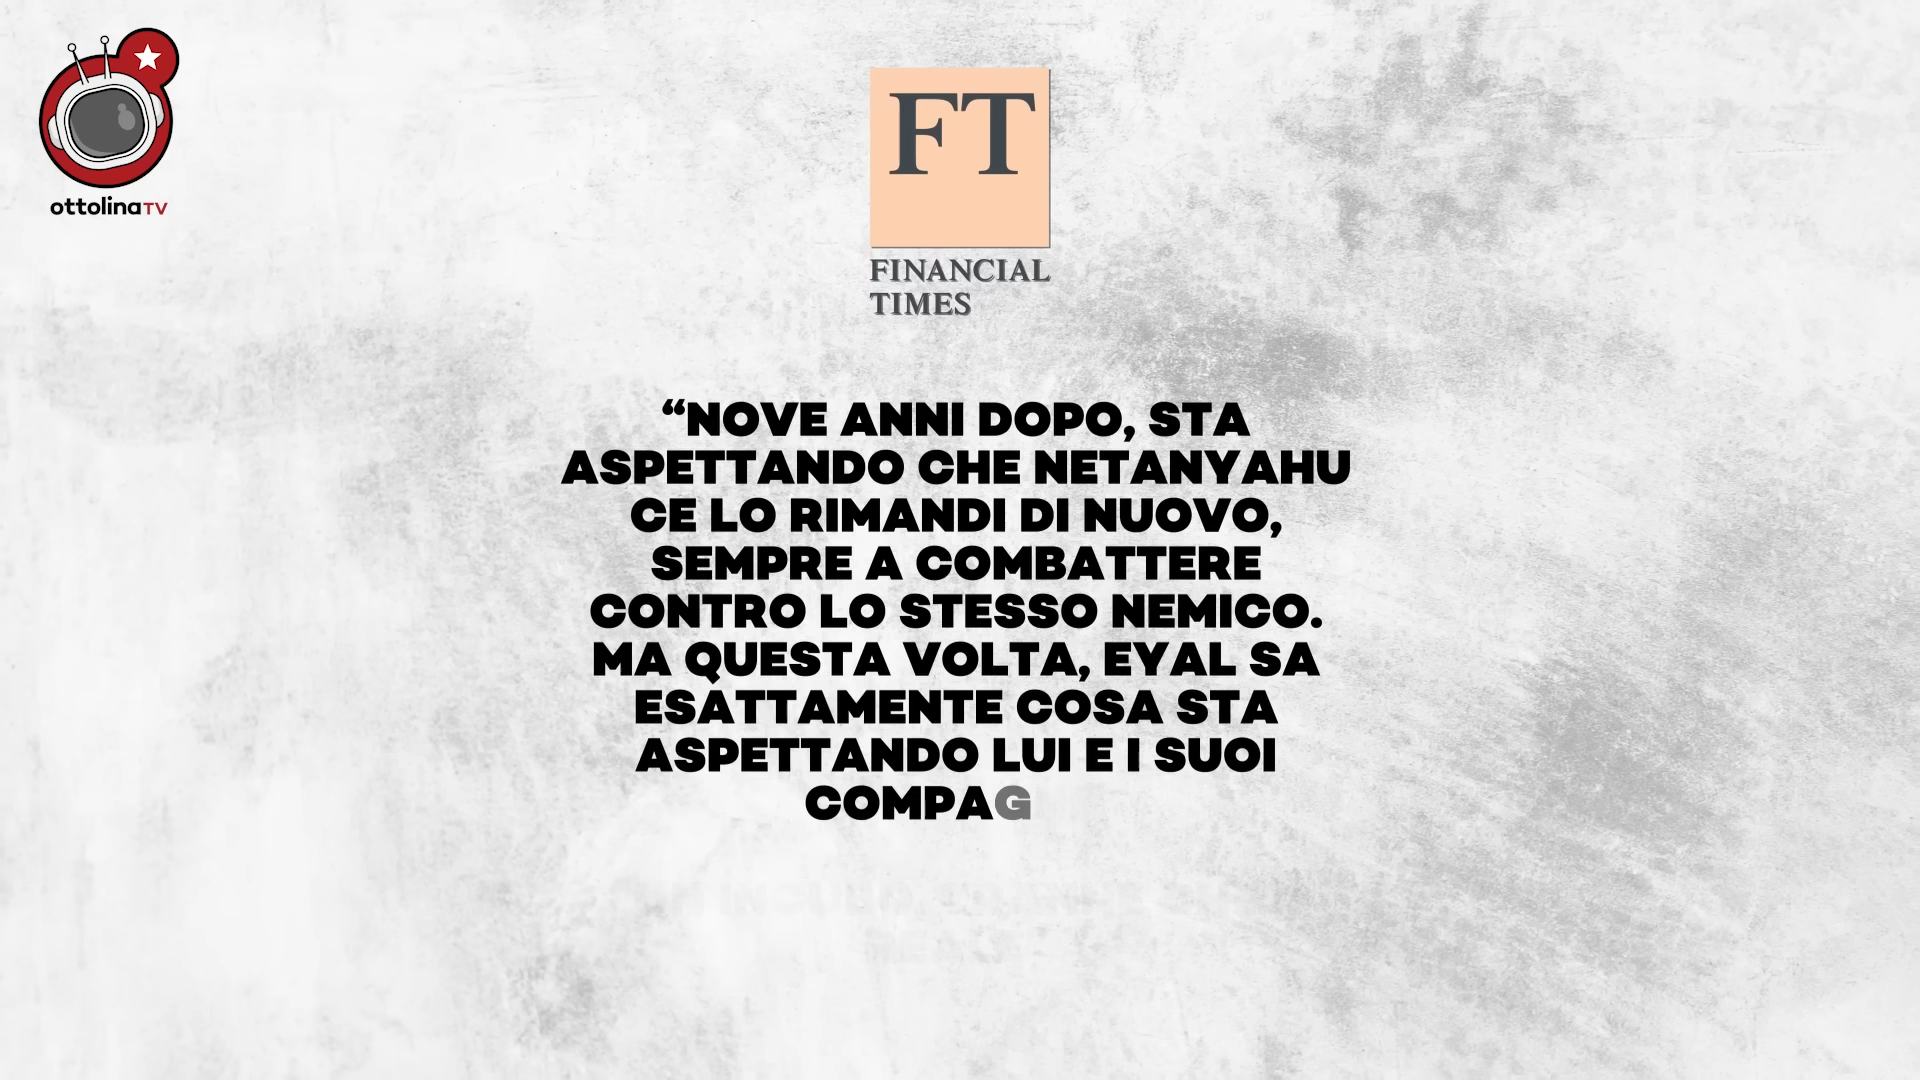 ottolinaTV
FT
FINANCIAL
TIMES
“NOVE ANNI DOPO, STA
ASPETTANDO CHE NETANYAHU
CE LO RIMANDI DI NUOVO,
SEMPRE A COMBATTERE
CONTRO LO STESSO NEMICO.
MA QUESTA VOLTA, EYAL SA
ESATTAMENTE COSA STA
ASPETTANDO LUI E I SUOI
COMPAG